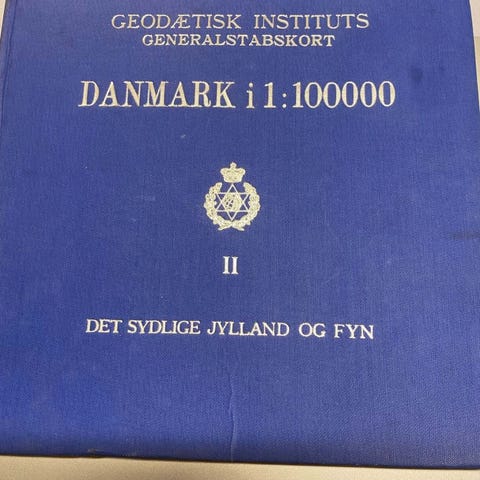 GEODÆTISK INSTITUTS
GENERALSTABSKORT
DANMARK i 1:100000
II
DET SYDLIGE JYLLAND OG FYN